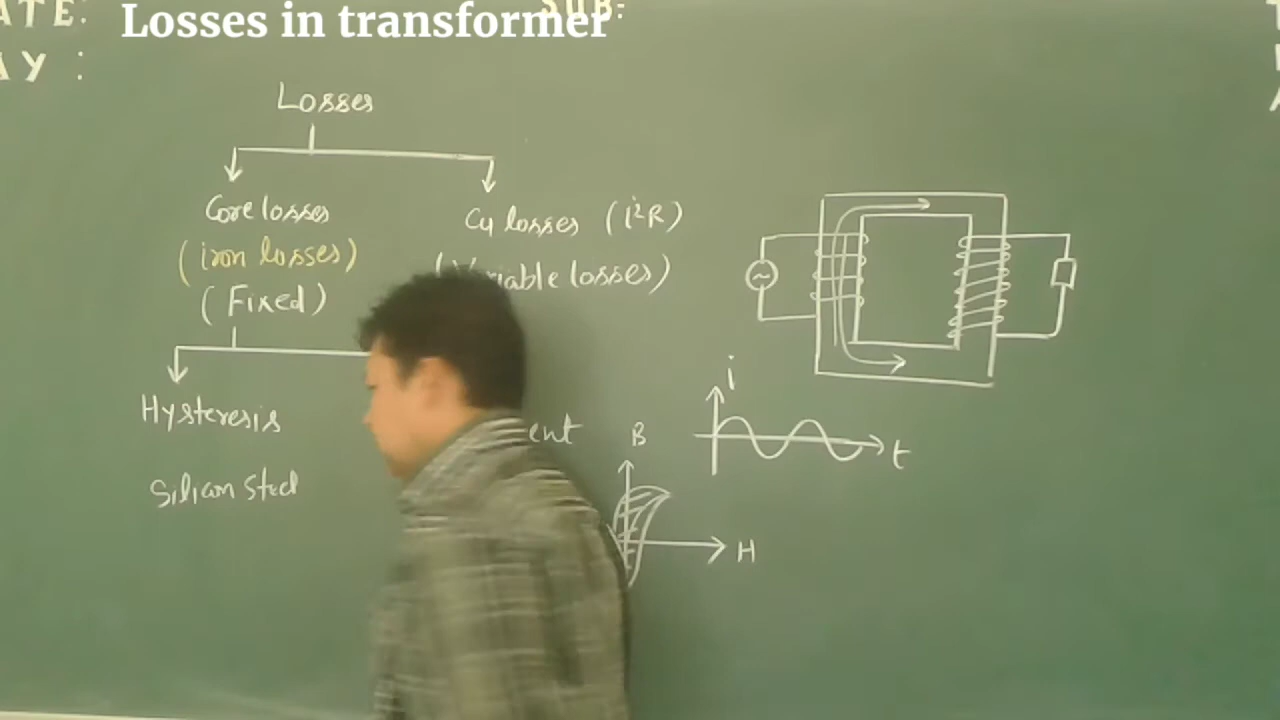 ATE:
SUB:
Losses in transformer
AY :
Losses
Core losses
Cu losses (i²R)
(iron losses)
(Variable losses)
(Fixed)
~
i
Hysteresis
ent
B
t
Silicon Steel
H